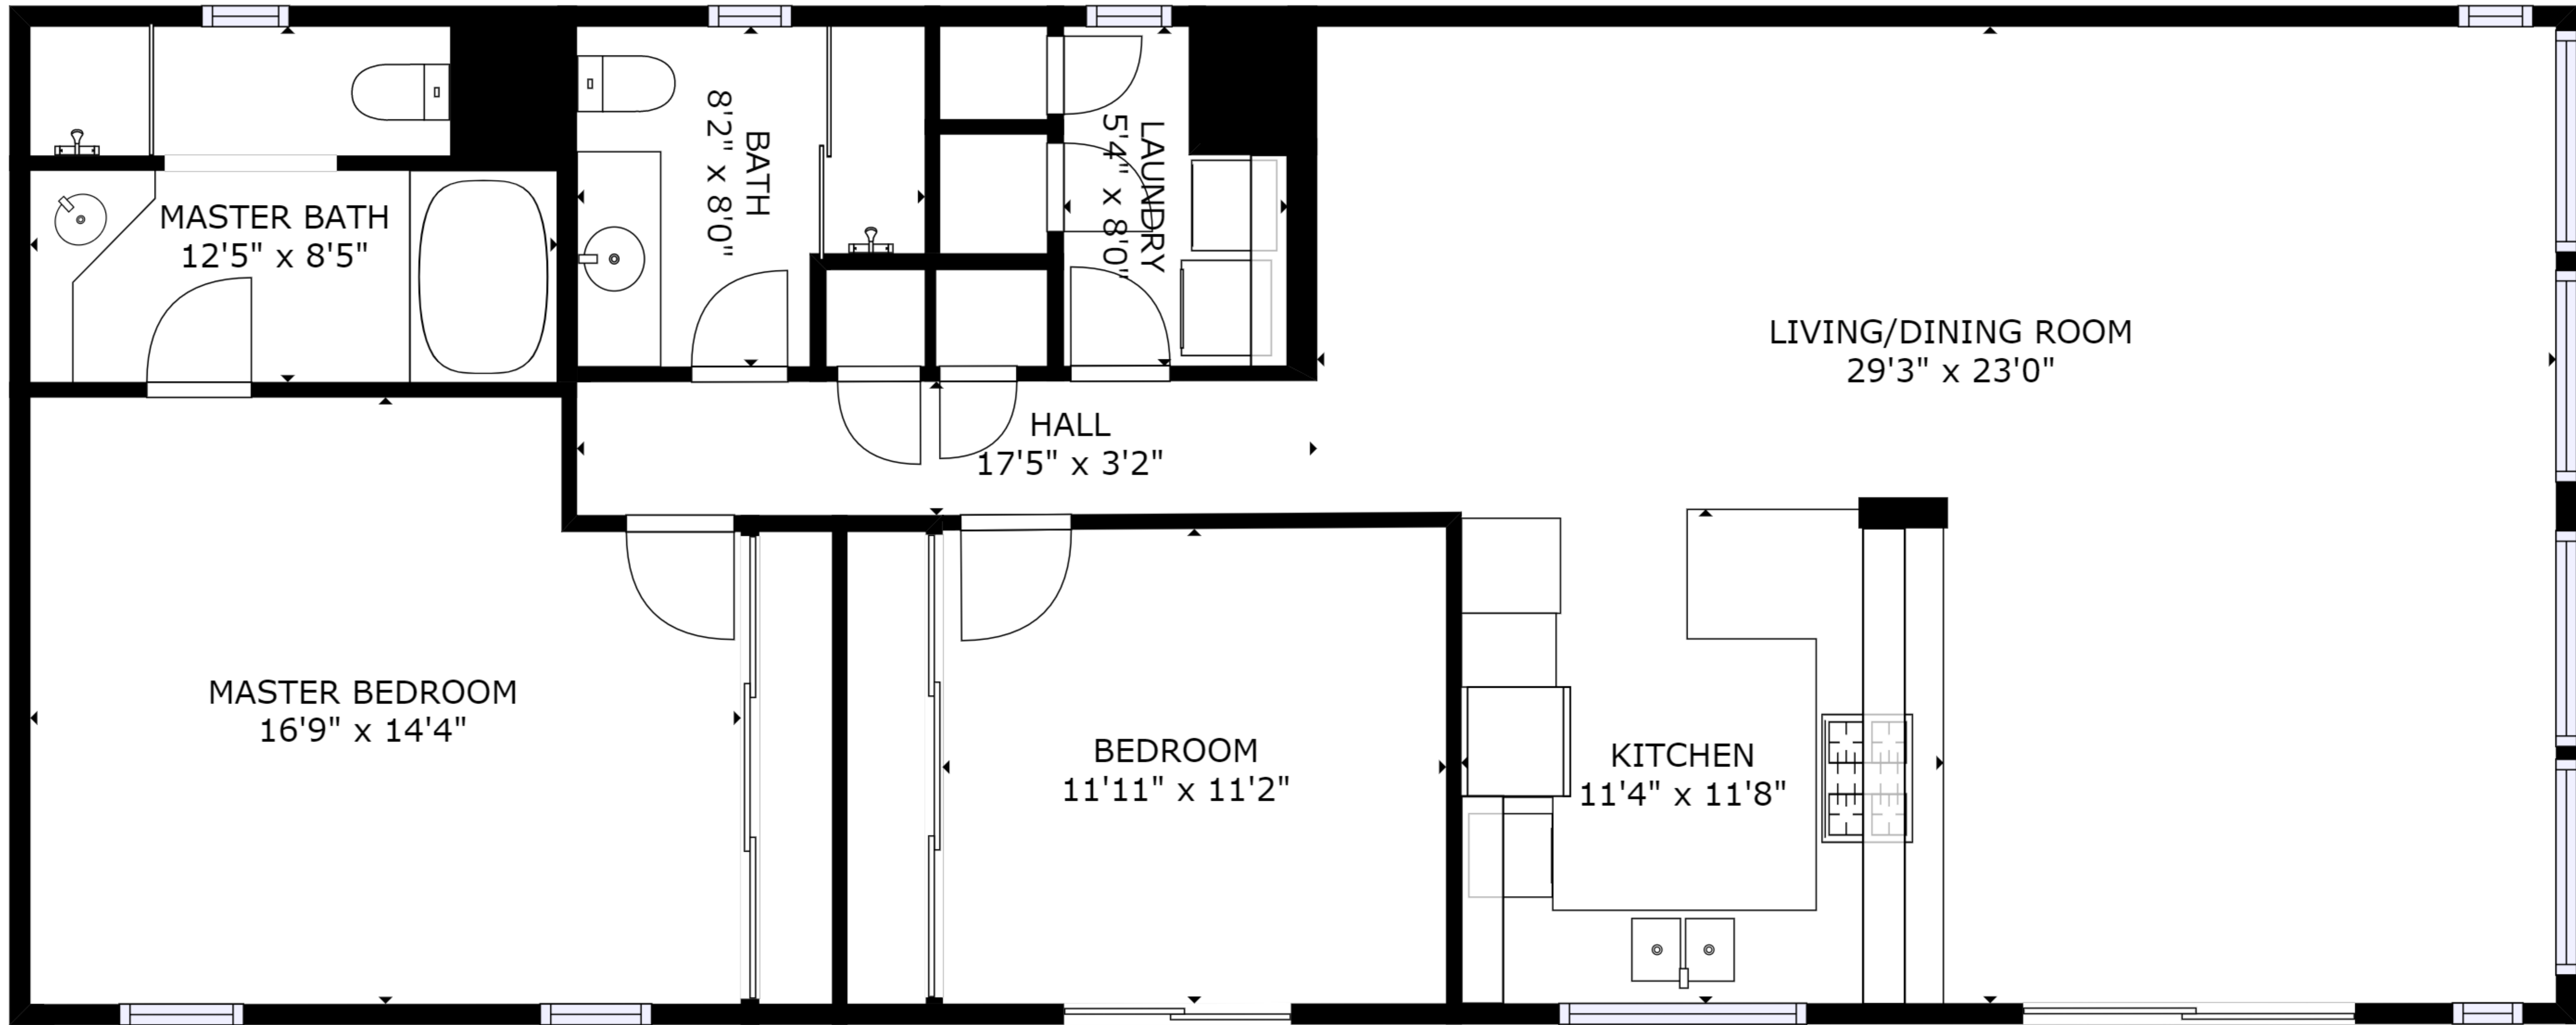 MASTER BATH
12'5" x 8'5"
BATH
8'2" x 8'0"
LAUNDRY
5'4" x 8'0"
LIVING/DINING ROOM
29'3" x 23'0"
HALL
17'5" x 3'2"
MASTER BEDROOM
16'9" x 14'4"
BEDROOM
11'11" x 11'2"
KITCHEN
11'4" x 11'8"